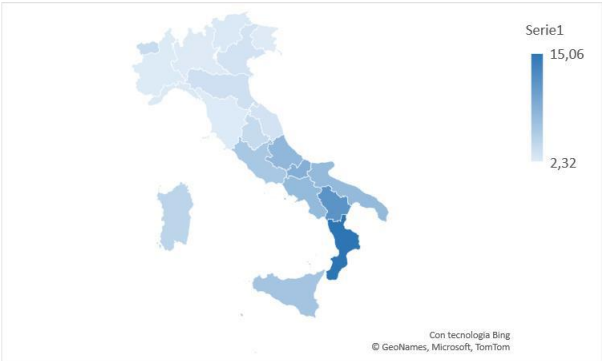 Serie1
15,06
2,32
Con tecnologia Bing
© GeoNames, Microsoft, TomTom